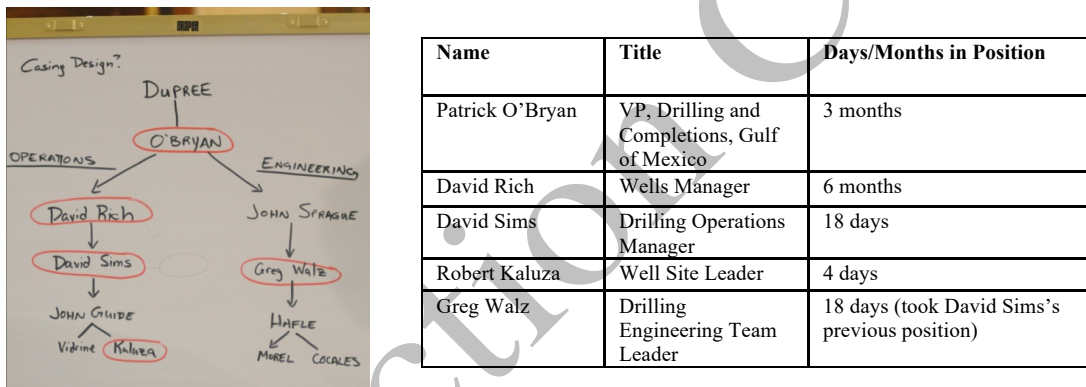 DRAPER
Casing Design?
DUPREE
O'BRYAN
OPERATIONS
ENGINEERING
David Rich
JOHN SPRAGUE
David Sims
Greg Walz
JOHN GUIDE
HAFLE
Vidrine Kaluza
MOREL COCALES
Name Title Days/Months in Position
Patrick O’Bryan VP, Drilling and 3 months
Completions, Gulf
of Mexico
David Rich Wells Manager 6 months
David Sims Drilling Operations 18 days
Manager
Robert Kaluza Well Site Leader 4 days
Greg Walz Drilling 18 days (took David Sims’s
Engineering Team previous position)
Leader